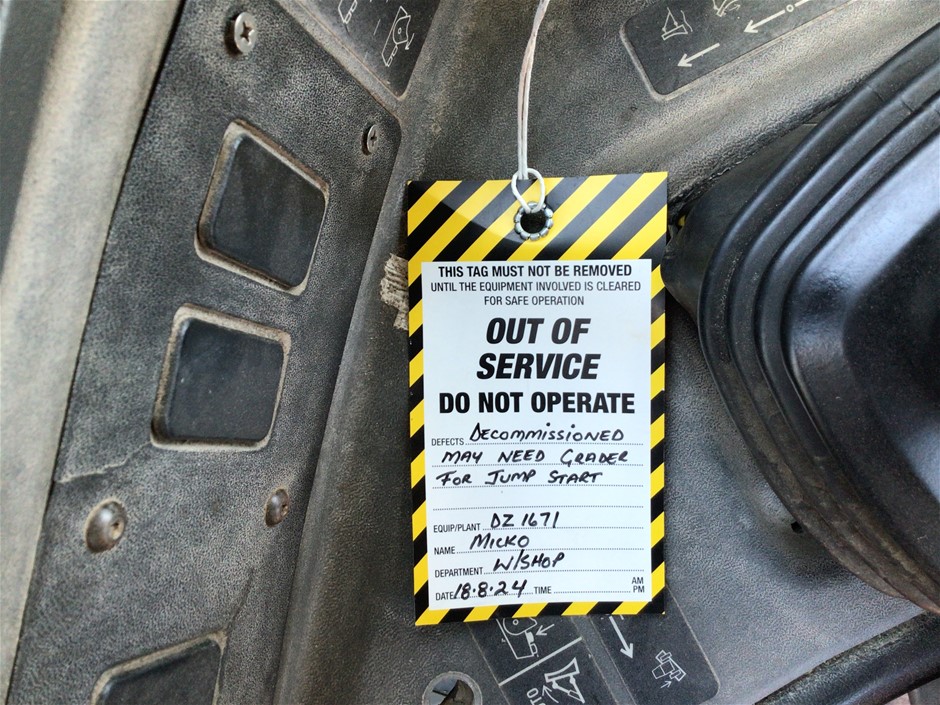 THIS TAG MUST NOT BE REMOVED
UNTIL THE EQUIPMENT INVOLVED IS CLEARED
FOR SAFE OPERATION
OUT OF
SERVICE
DO NOT OPERATE
DEFECTS Decommissioned
MAY NEED GRADER
FOR JUMP START
EQUIP/PLANT DZ 1671
NAME MICKO
DEPARTMENT W/SHOP
DATE 18.8.24 TIME AM
PM